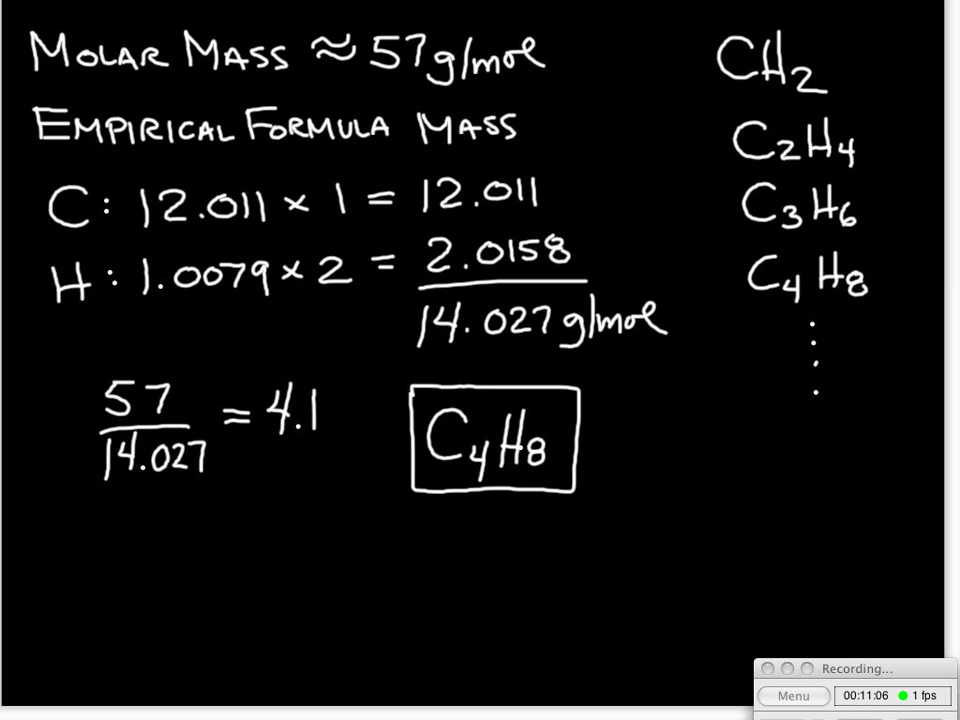 MOLAR MASS ≈ 57 g/mol
EMPIRICAL FORMULA MASS
C: 12.011 × 1 = 12.011
H: 1.0079 × 2 = 2.0158
14.027 g/mol
57
14.027
= 4.1
C₄H₈
CH₂
C₂H₄
C₃H₆
C₄H₈
Recording...
Menu
00:11:06 1 fps